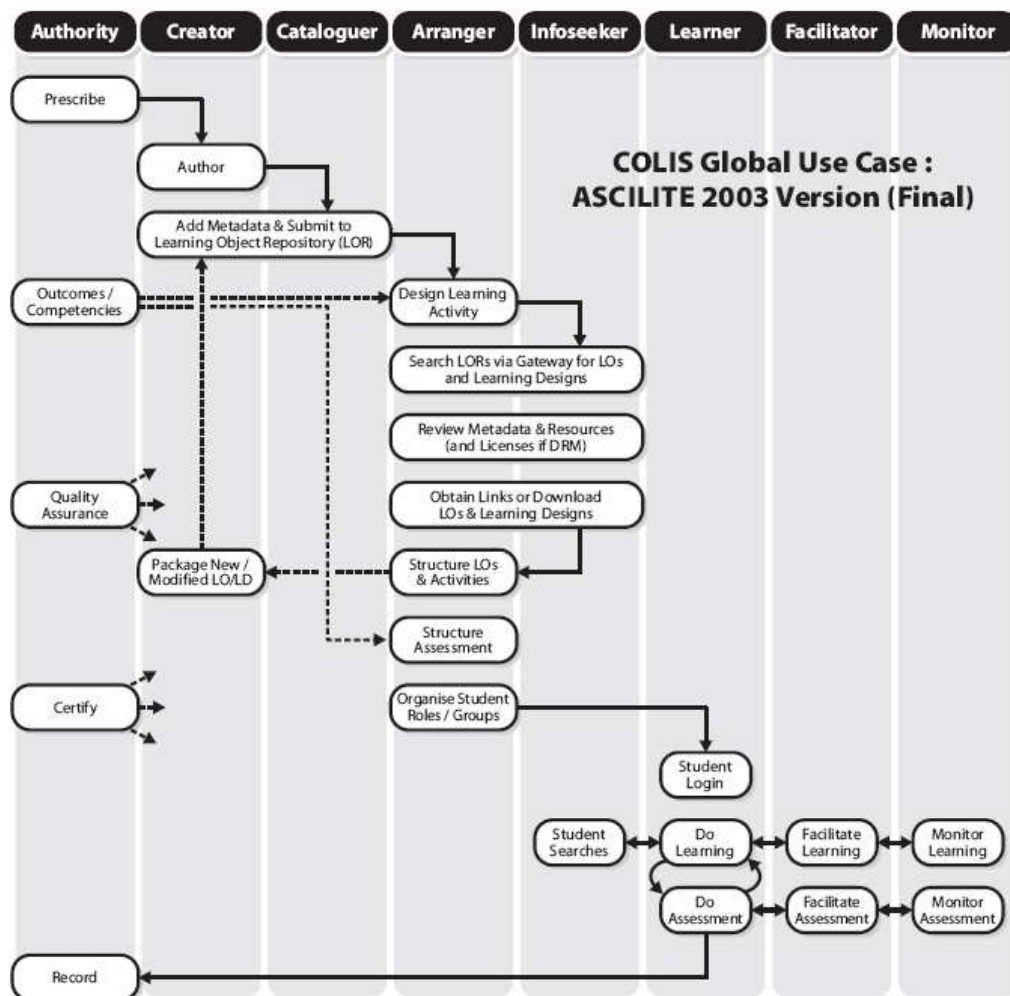 Authority Creator Cataloguer Arranger Infoseeker Learner Facilitator Monitor
Prescribe
COLIS Global Use Case :
ASCILITE 2003 Version (Final)
Author
Add Metadata & Submit to
Learning Object Repository (LOR)
Outcomes /
Competencies
Design Learning
Activity
Search LORs via Gateway for LOs
and Learning Designs
Review Metadata & Resources
(and Licenses if DRM)
Quality
Assurance
Obtain Links or Download
LOs & Learning Designs
Package New /
Modified LO/LD
Structure LOs
& Activities
Structure
Assessment
Certify
Organise Student
Roles / Groups
Student
Login
Student
Searches
Do
Learning
Facilitate
Learning
Monitor
Learning
Do
Assessment
Facilitate
Assessment
Monitor
Assessment
Record